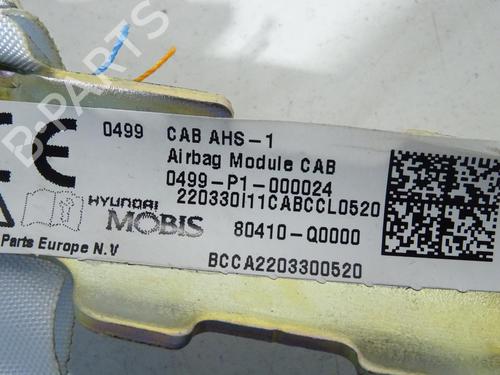 CE
0499 CAB AHS-1
Airbag Module CAB
0499-P1-000024
220330I11CABCCL0520
HYUNDAI
MOBIS 80410-Q0000
Parts Europe N.V
BCCA2203300520
B-PARTS